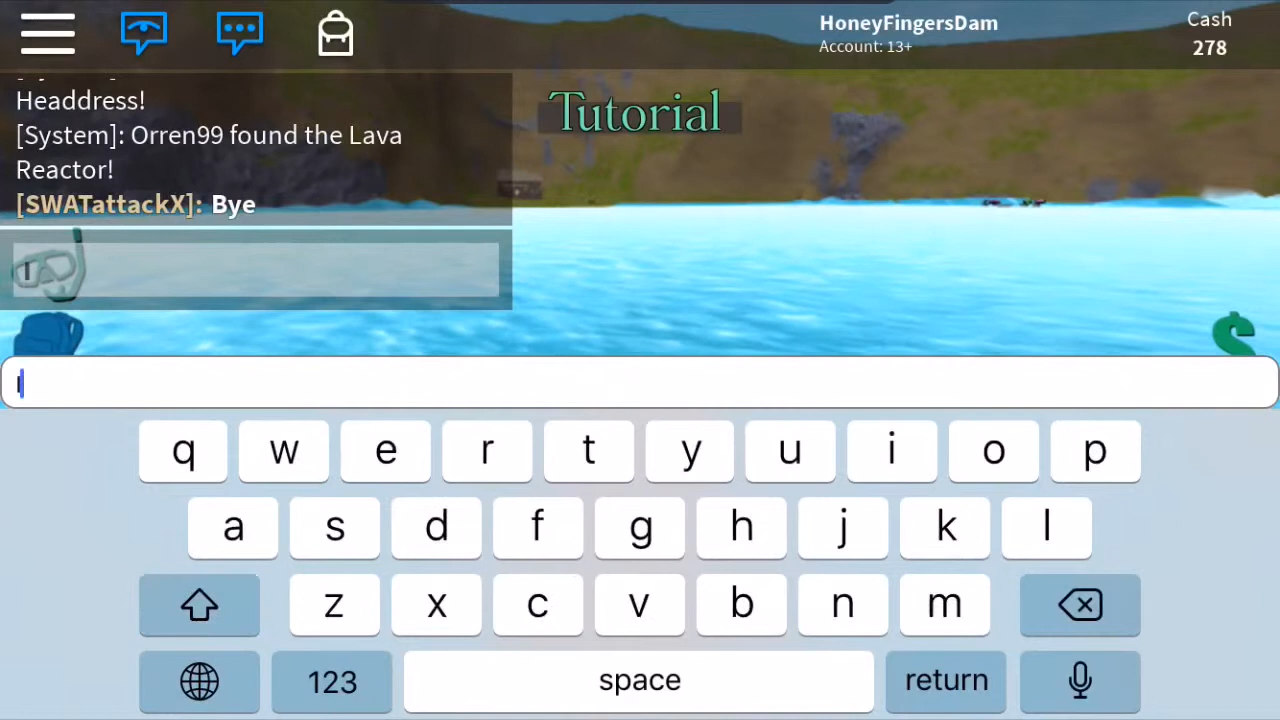 HoneyFingersDam
Account: 13+
Cash
278
Headdress!
[System]: Orren99 found the Lava
Reactor!
[SWATattackX]: Bye
Tutorial
I
I
q w e r t y u i o p
a s d f g h j k l
z x c v b n m
123 space return